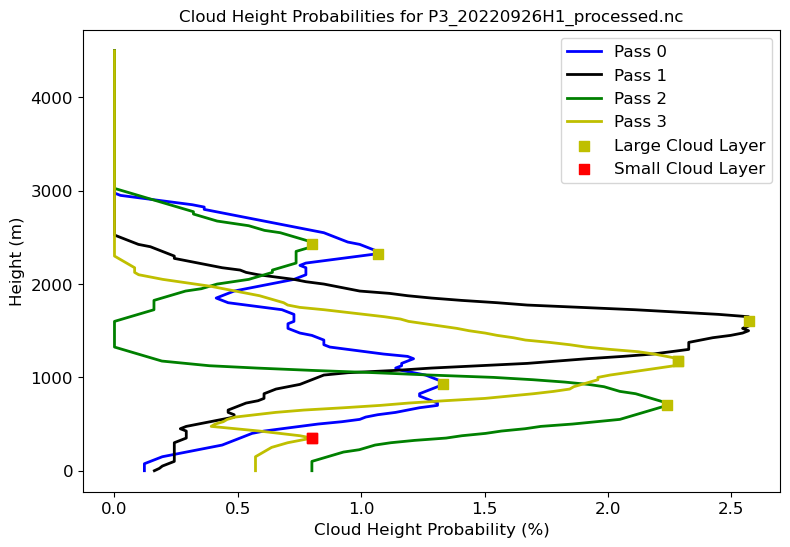 Cloud Height Probabilities for P3_20220926H1_processed.nc
Pass 0
Pass 1
Pass 2
Pass 3
Large Cloud Layer
Small Cloud Layer
Height (m)
4000
3000
2000
1000
0
0.0 0.5 1.0 1.5 2.0 2.5
Cloud Height Probability (%)